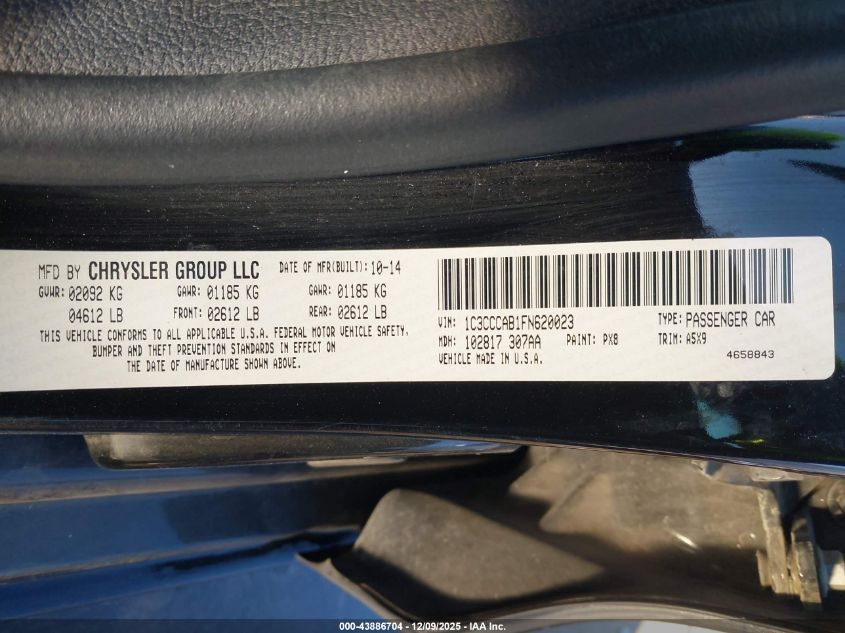 MFD BY CHRYSLER GROUP LLC DATE OF MFR(BUILT): 10-14
GVWR: 02092 KG GAWR: 01185 KG GAWR: 01185 KG
04612 LB FRONT: 02612 LB REAR: 02612 LB
THIS VEHICLE CONFORMS TO ALL APPLICABLE U.S.A. FEDERAL MOTOR VEHICLE SAFETY,
BUMPER AND THEFT PREVENTION STANDARDS IN EFFECT ON
THE DATE OF MANUFACTURE SHOWN ABOVE.
VIN: 1C3CCCAB1FN620023 TYPE: PASSENGER CAR
MDH: 102817 307AA PAINT: PX8 TRIM: A5X9
VEHICLE MADE IN U.S.A. 4658843
000-43886704 - 12/09/2025 - IAA Inc.